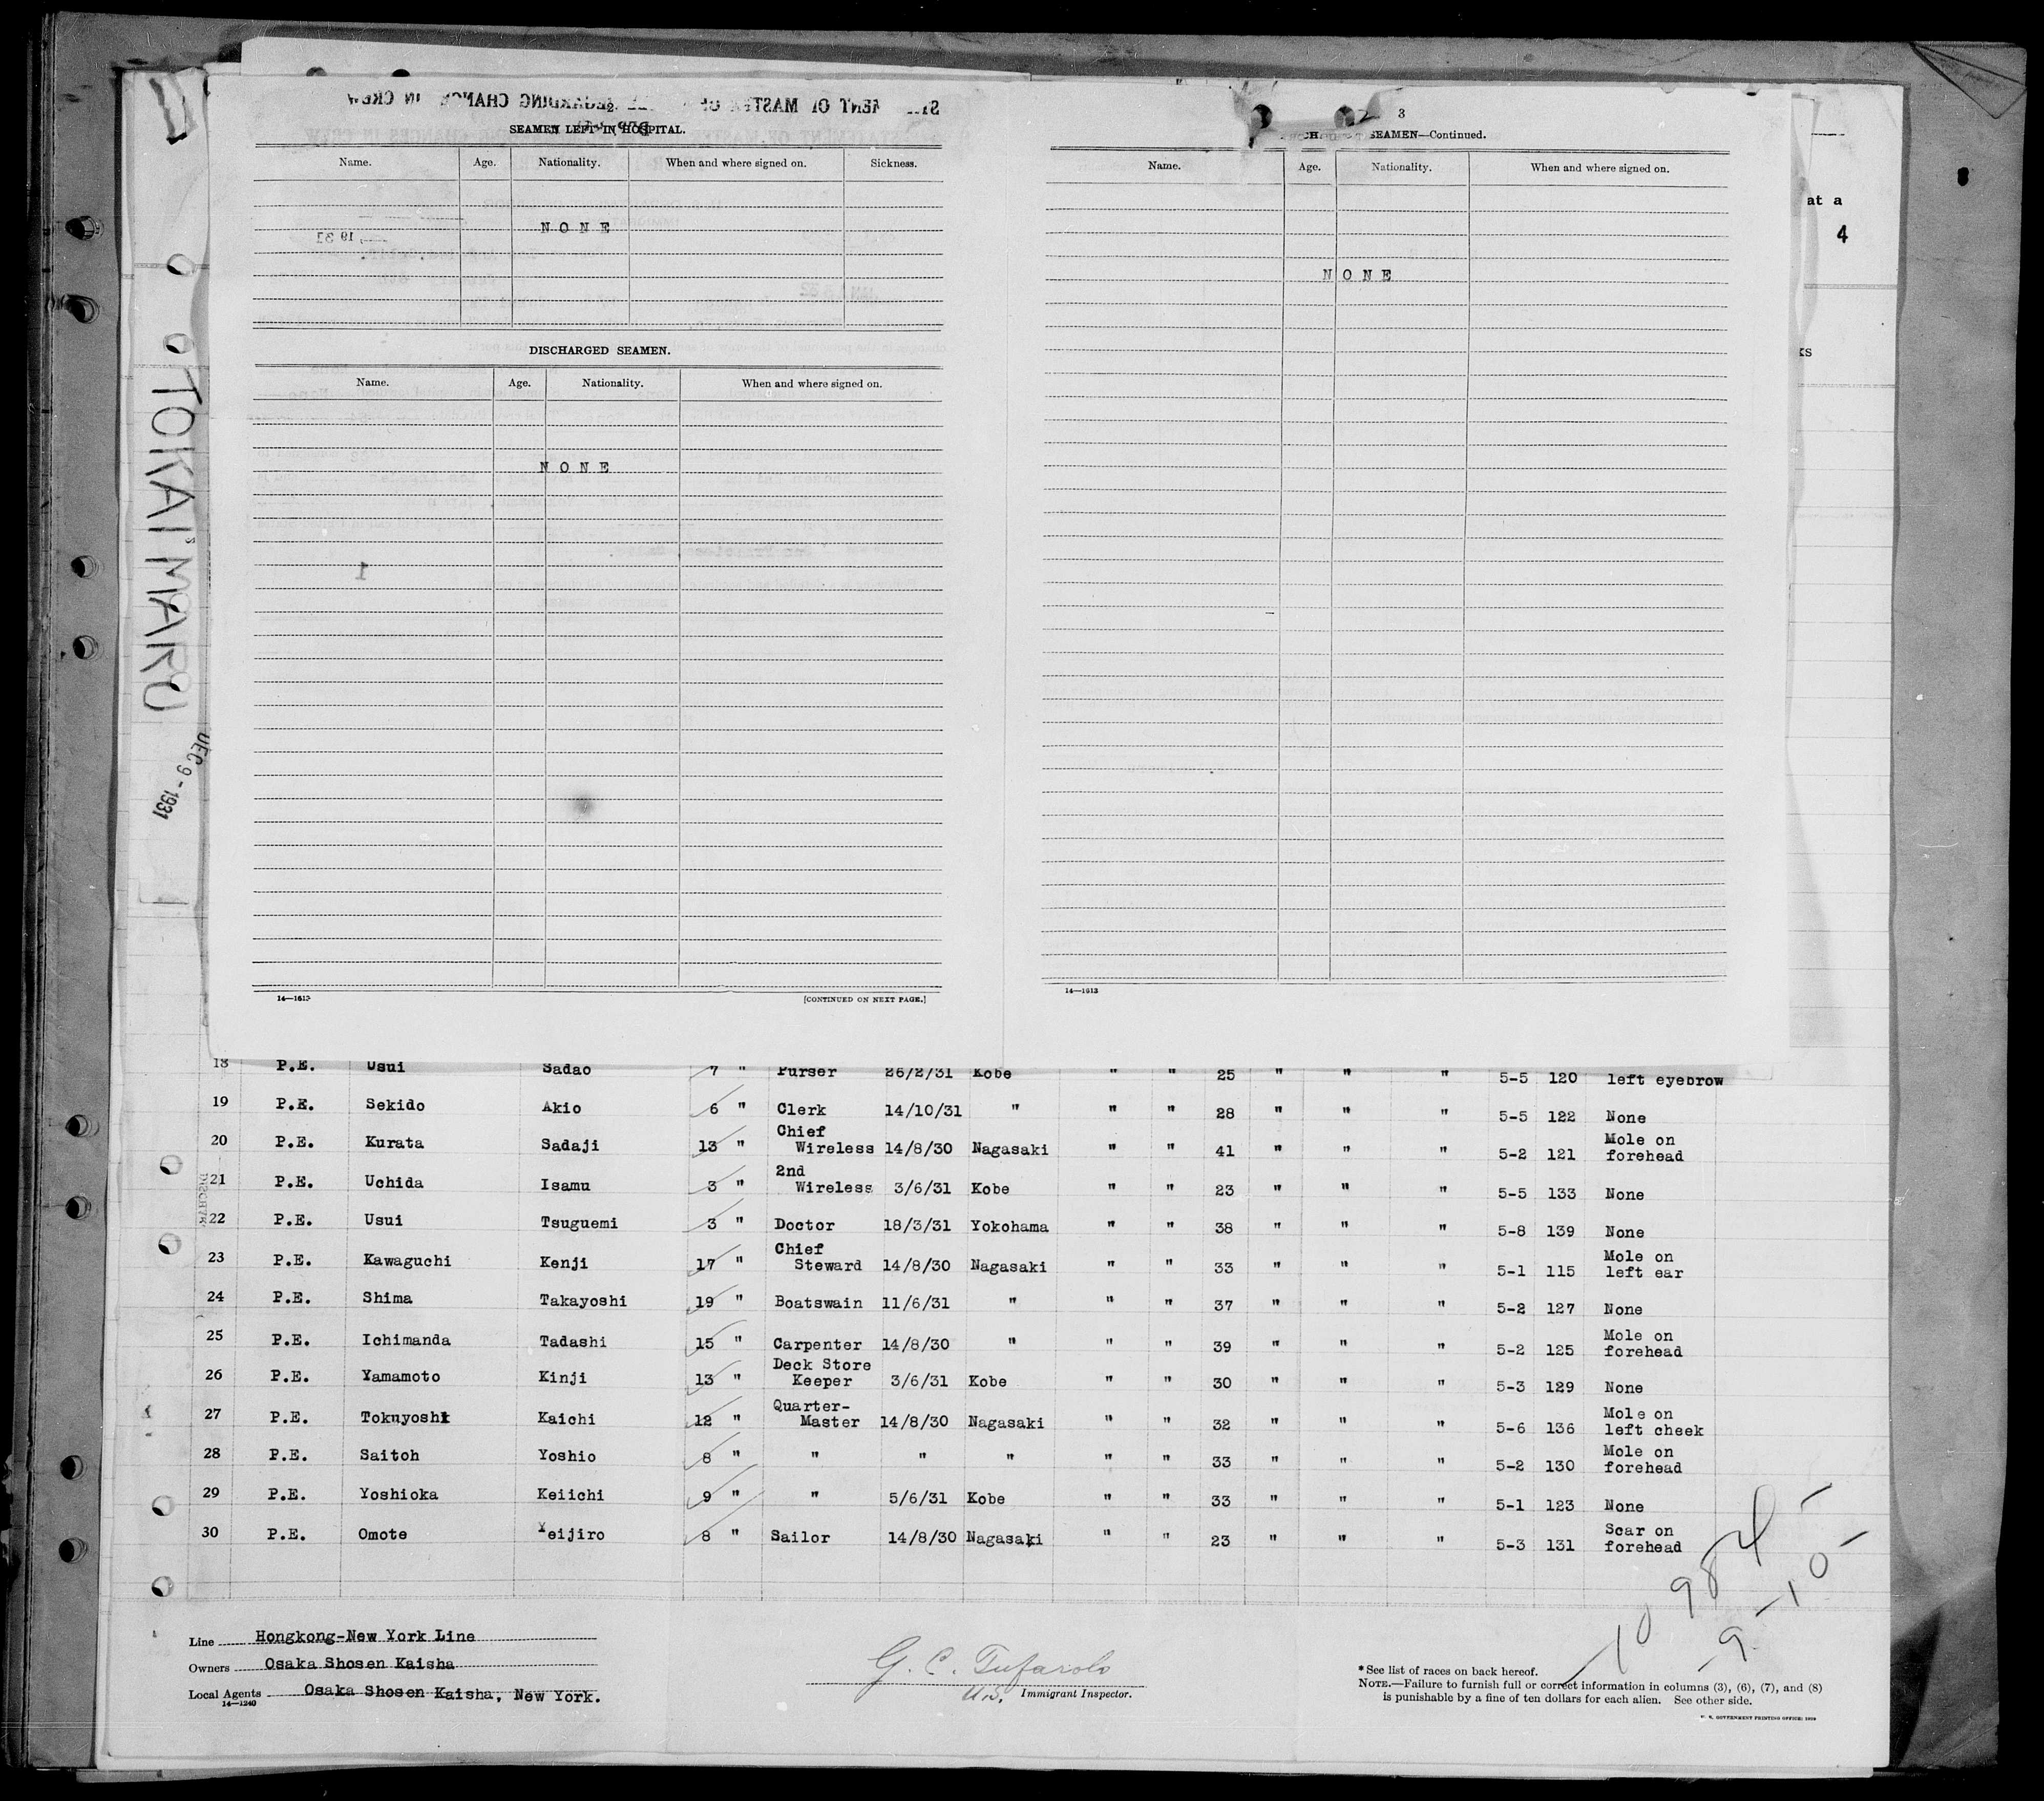 TOKAI MARU
DEC 9 - 1931
SEAMEN LEFT IN HOSPITAL.
Name. Age. Nationality. When and where signed on. Sickness.
NONE
DISCHARGED SEAMEN.
Name. Age. Nationality. When and where signed on.
NONE
14—1613 [CONTINUED ON NEXT PAGE.]
3
SEAMEN—Continued.
Name. Age. Nationality. When and where signed on.
NONE
14—1613
at a
4
KS
18 P.E. Usui Sadao 7 " Purser 26/2/31 Kobe " " 25 " " " 5-5 120 left eyebrow
19 P.E. Sekido Akio 6 " Clerk 14/10/31 " " " 28 " " " 5-5 122 None
20 P.E. Kurata Sadaji 13 " Chief Wireless 14/8/30 Nagasaki " " 41 " " " 5-2 121 Mole on forehead
21 P.E. Uchida Isamu 3 " 2nd Wireless 3/6/31 Kobe " " 23 " " " 5-5 133 None
22 P.E. Usui Tsuguemi 3 " Doctor 18/3/31 Yokohama " " 38 " " " 5-8 139 None
23 P.E. Kawaguchi Kenji 17 " Chief Steward 14/8/30 Nagasaki " " 33 " " " 5-1 115 Mole on left ear
24 P.E. Shima Takayoshi 19 " Boatswain 11/6/31 " " " 37 " " " 5-2 127 None
25 P.E. Ichimanda Tadashi 15 " Carpenter 14/8/30 " " " 39 " " " 5-2 125 Mole on forehead
26 P.E. Yamamoto Kinji 13 " Deck Store Keeper 3/6/31 Kobe " " 30 " " " 5-3 129 None
27 P.E. Tokuyoshi Kaichi 12 " Quarter-Master 14/8/30 Nagasaki " " 32 " " " 5-6 136 Mole on left cheek
28 P.E. Saitoh Yoshio 8 " " " " " " 33 " " " 5-2 130 Mole on forehead
29 P.E. Yoshioka Keiichi 9 " " 5/6/31 Kobe " " 33 " " " 5-1 123 None
30 P.E. Omote Yeijiro 8 " Sailor 14/8/30 Nagasaki " " 23 " " " 5-3 131 Scar on forehead
Line Hongkong-New York Line
Owners Osaka Shosen Kaisha
Local Agents Osaka Shosen Kaisha, New York.
14—1240
G. C. Tufarolo
U.S. Immigrant Inspector.
*See list of races on back hereof.
NOTE.—Failure to furnish full or correct information in columns (3), (6), (7), and (8)
is punishable by a fine of ten dollars for each alien. See other side.